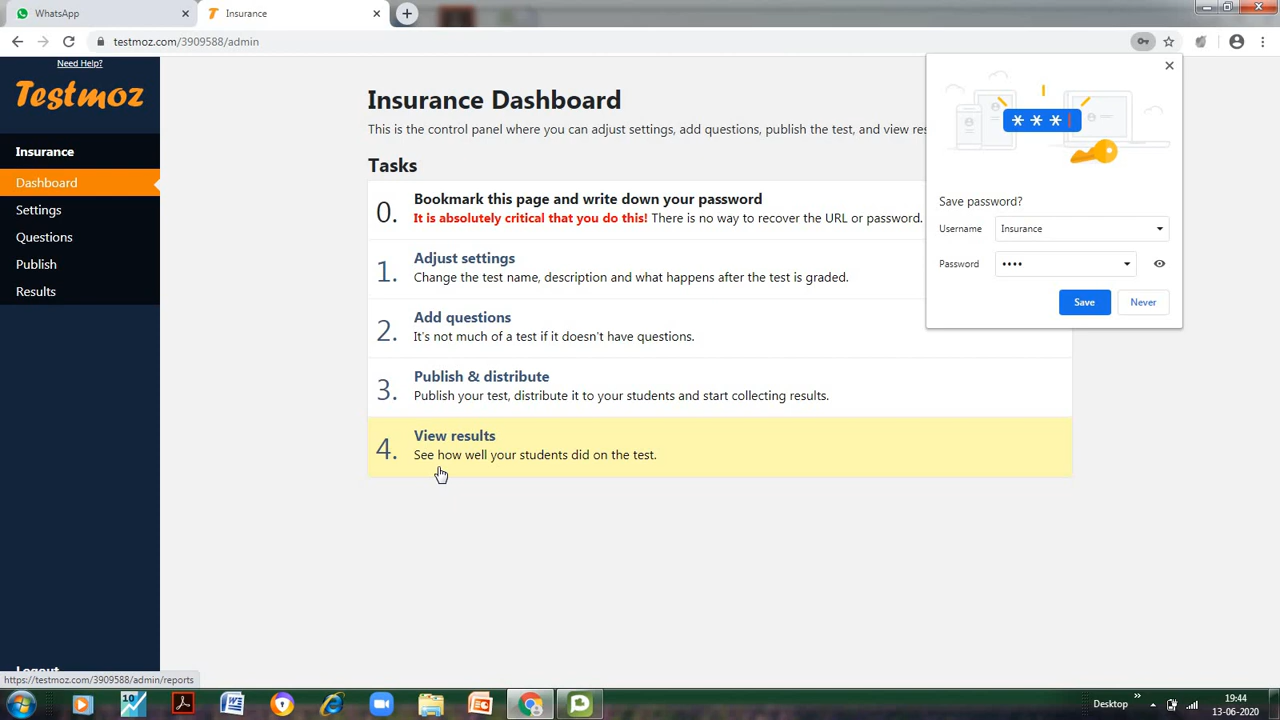 WhatsApp
Insurance
testmoz.com/3909588/admin
Need Help?
Testmoz
Insurance
Dashboard
Settings
Questions
Publish
Results
Logout
Insurance Dashboard
This is the control panel where you can adjust settings, add questions, publish the test, and view res
Tasks
0. Bookmark this page and write down your password
It is absolutely critical that you do this! There is no way to recover the URL or password.
1. Adjust settings
Change the test name, description and what happens after the test is graded.
2. Add questions
It's not much of a test if it doesn't have questions.
3. Publish & distribute
Publish your test, distribute it to your students and start collecting results.
4. View results
See how well your students did on the test.
***
Save password?
Username Insurance
Password ••••
Save Never
https://testmoz.com/3909588/admin/reports
10
Desktop
19:44
13-06-2020